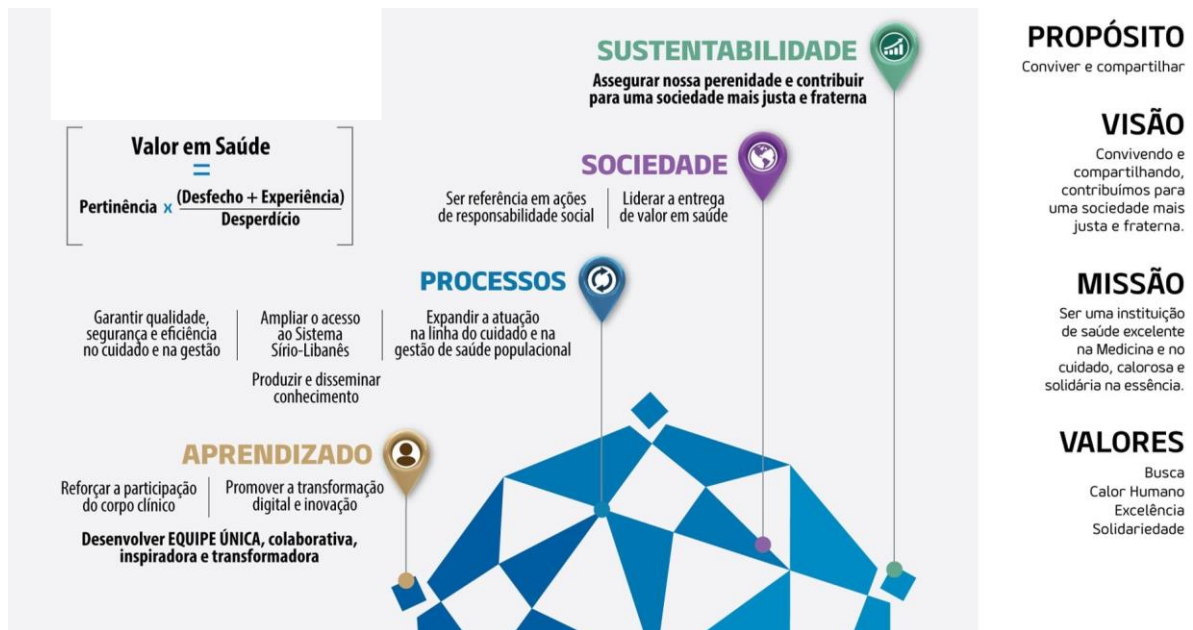 SUSTENTABILIDADE
Assegurar nossa perenidade e contribuir
para uma sociedade mais justa e fraterna
Valor em Saúde
=
Pertinência x (Desfecho + Experiência)
Desperdício
SOCIEDADE
Ser referência em ações
de responsabilidade social
Liderar a entrega
de valor em saúde
PROCESSOS
Garantir qualidade,
segurança e eficiência
no cuidado e na gestão
Ampliar o acesso
ao Sistema
Sírio-Libanês
Expandir a atuação
na linha do cuidado e na
gestão de saúde populacional
Produzir e disseminar
conhecimento
APRENDIZADO
Reforçar a participação
do corpo clínico
Promover a transformação
digital e inovação
Desenvolver EQUIPE ÚNICA, colaborativa,
inspiradora e transformadora
PROPÓSITO
Conviver e compartilhar
VISÃO
Convivendo e
compartilhando,
contribuímos para
uma sociedade mais
justa e fraterna.
MISSÃO
Ser uma instituição
de saúde excelente
na Medicina e no
cuidado, calorosa e
solidária na essência.
VALORES
Busca
Calor Humano
Excelência
Solidariedade